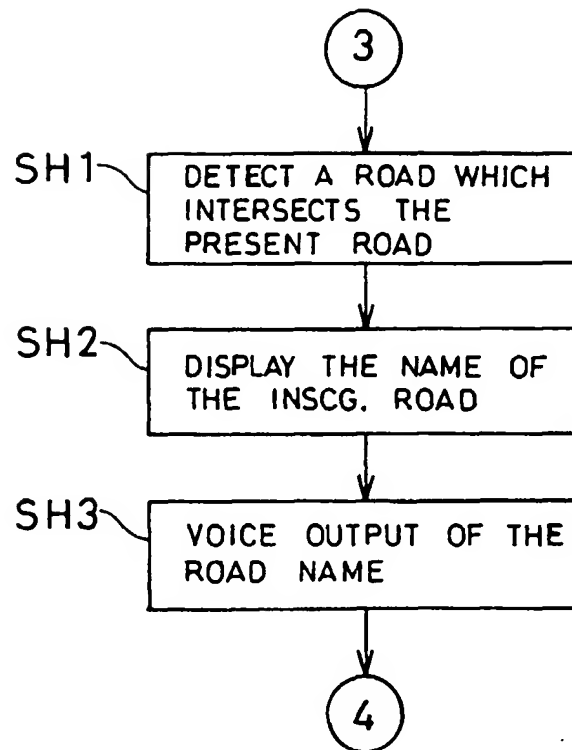 3
SH1
DETECT A ROAD WHICH
INTERSECTS THE
PRESENT ROAD
SH2
DISPLAY THE NAME OF
THE INSCG. ROAD
SH3
VOICE OUTPUT OF THE
ROAD NAME
4